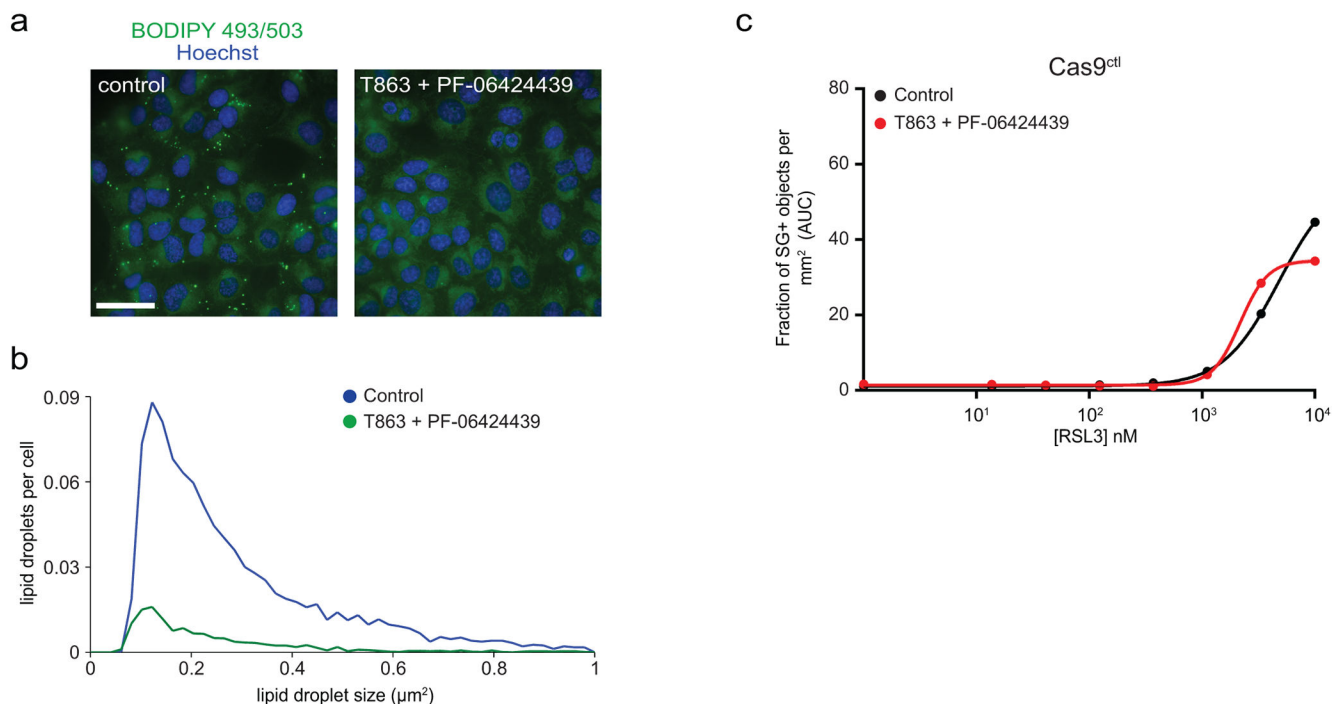 a
BODIPY 493/503
Hoechst
control
T863 + PF-06424439
b
Control
T863 + PF-06424439
0.09
0.06
0.03
0
0
0.2
0.4
0.6
0.8
1
lipid droplets per cell
lipid droplet size (µm²)
c
Cas9ᶜᵗˡ
Control
T863 + PF-06424439
80
60
40
20
0
10¹
10²
10³
10⁴
Fraction of SG+ objects per
mm² (AUC)
[RSL3] nM